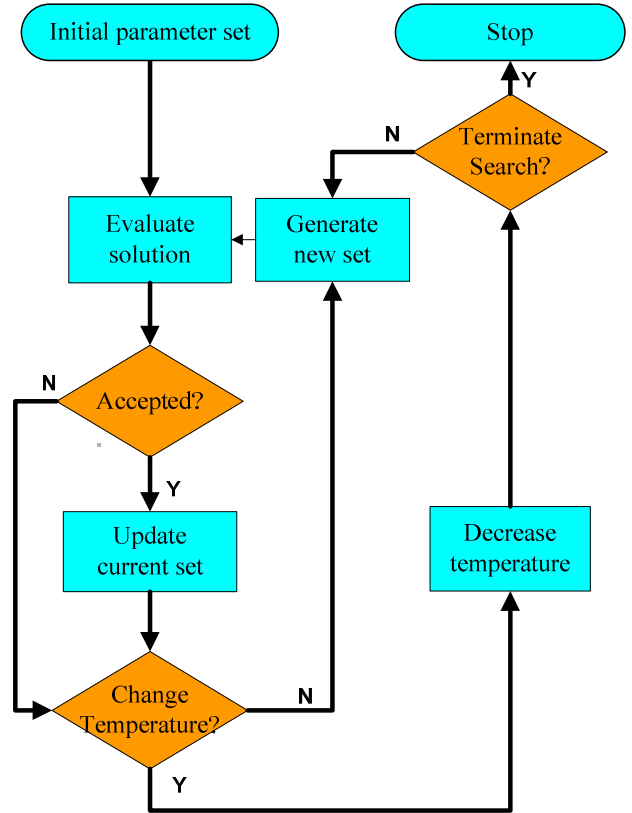 Initial parameter set
Stop
Y
N
Terminate
Search?
Evaluate
solution
Generate
new set
N
Accepted?
Y
Update
current set
Decrease
temperature
Change
Temperature?
N
Y